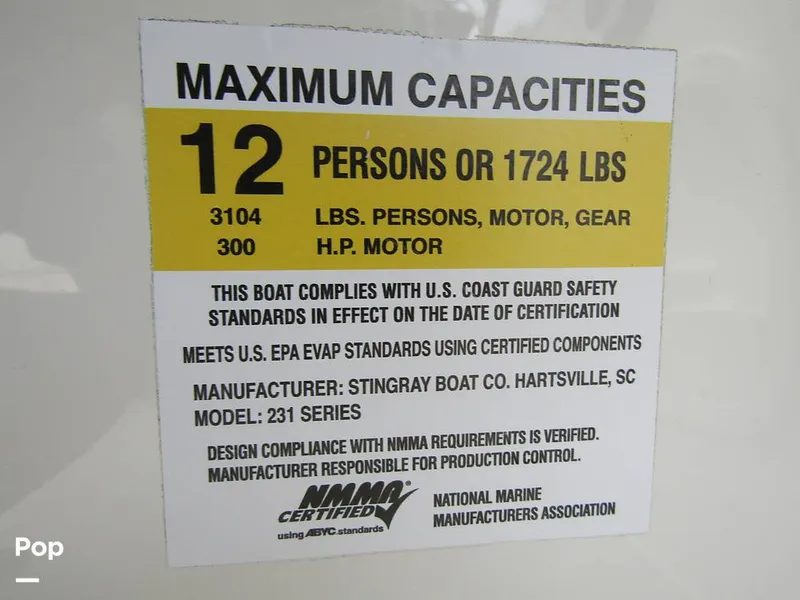 MAXIMUM CAPACITIES
12 PERSONS OR 1724 LBS
3104 LBS. PERSONS, MOTOR, GEAR
300 H.P. MOTOR
THIS BOAT COMPLIES WITH U.S. COAST GUARD SAFETY
STANDARDS IN EFFECT ON THE DATE OF CERTIFICATION
MEETS U.S. EPA EVAP STANDARDS USING CERTIFIED COMPONENTS
MANUFACTURER: STINGRAY BOAT CO. HARTSVILLE, SC
MODEL: 231 SERIES
DESIGN COMPLIANCE WITH NMMA REQUIREMENTS IS VERIFIED.
MANUFACTURER RESPONSIBLE FOR PRODUCTION CONTROL.
NMMA®
CERTIFIED
using ABYC standards
NATIONAL MARINE
MANUFACTURERS ASSOCIATION
Pop